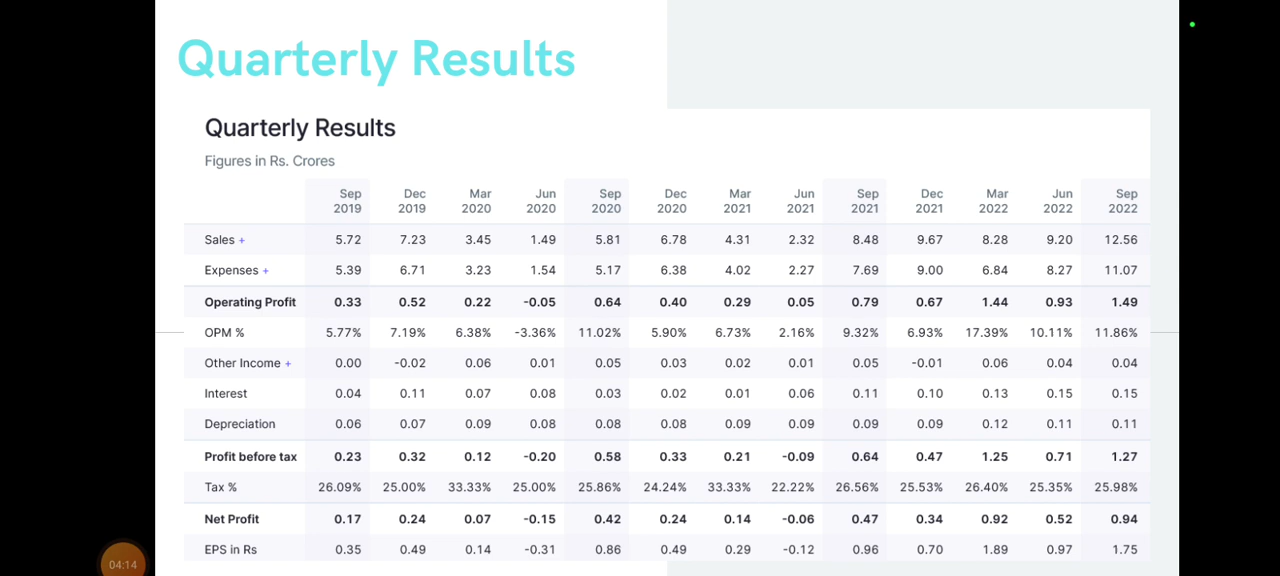 Quarterly Results
Quarterly Results
Figures in Rs. Crores
Sep 2019 Dec 2019 Mar 2020 Jun 2020 Sep 2020 Dec 2020 Mar 2021 Jun 2021 Sep 2021 Dec 2021 Mar 2022 Jun 2022 Sep 2022
Sales + 5.72 7.23 3.45 1.49 5.81 6.78 4.31 2.32 8.48 9.67 8.28 9.20 12.56
Expenses + 5.39 6.71 3.23 1.54 5.17 6.38 4.02 2.27 7.69 9.00 6.84 8.27 11.07
Operating Profit 0.33 0.52 0.22 -0.05 0.64 0.40 0.29 0.05 0.79 0.67 1.44 0.93 1.49
OPM % 5.77% 7.19% 6.38% -3.36% 11.02% 5.90% 6.73% 2.16% 9.32% 6.93% 17.39% 10.11% 11.86%
Other Income + 0.00 -0.02 0.06 0.01 0.05 0.03 0.02 0.01 0.05 -0.01 0.06 0.04 0.04
Interest 0.04 0.11 0.07 0.08 0.03 0.02 0.01 0.06 0.11 0.10 0.13 0.15 0.15
Depreciation 0.06 0.07 0.09 0.08 0.08 0.08 0.09 0.09 0.09 0.09 0.12 0.11 0.11
Profit before tax 0.23 0.32 0.12 -0.20 0.58 0.33 0.21 -0.09 0.64 0.47 1.25 0.71 1.27
Tax % 26.09% 25.00% 33.33% 25.00% 25.86% 24.24% 33.33% 22.22% 26.56% 25.53% 26.40% 25.35% 25.98%
Net Profit 0.17 0.24 0.07 -0.15 0.42 0.24 0.14 -0.06 0.47 0.34 0.92 0.52 0.94
EPS in Rs 0.35 0.49 0.14 -0.31 0.86 0.49 0.29 -0.12 0.96 0.70 1.89 0.97 1.75
04:14